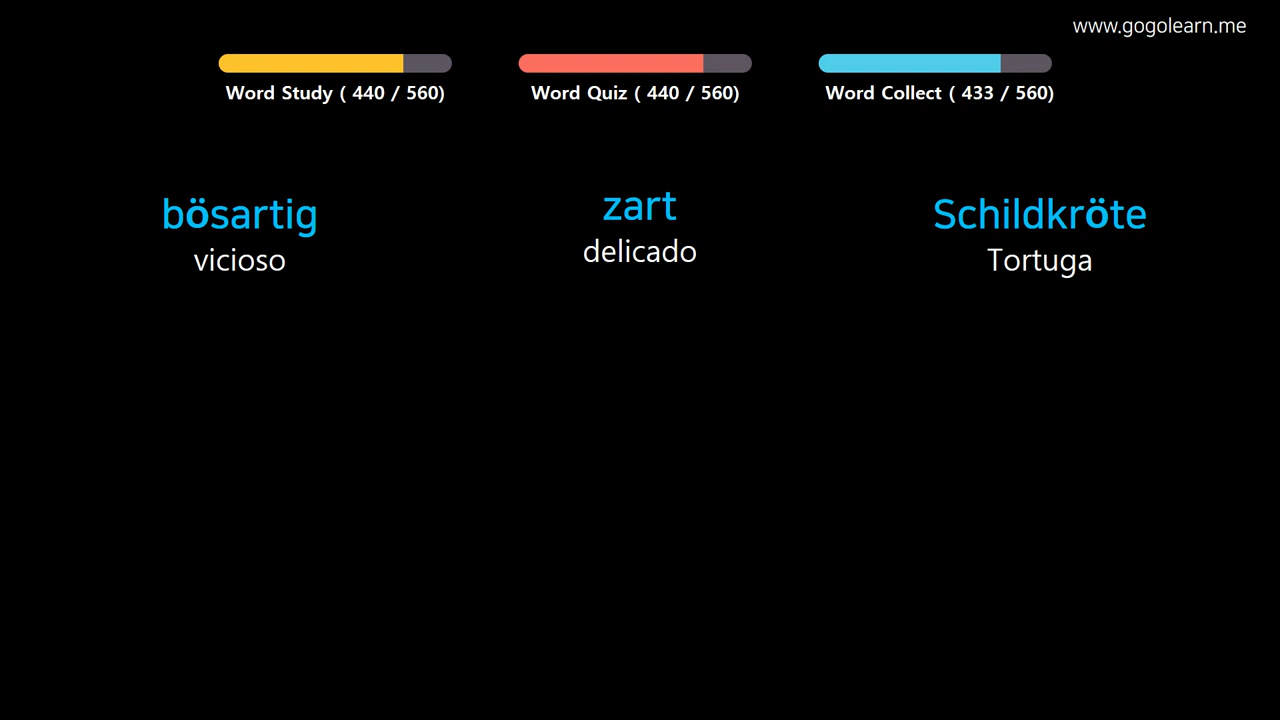 www.gogolearn.me
Word Study ( 440 / 560)
Word Quiz ( 440 / 560)
Word Collect ( 433 / 560)
bösartig
vicioso
zart
delicado
Schildkröte
Tortuga